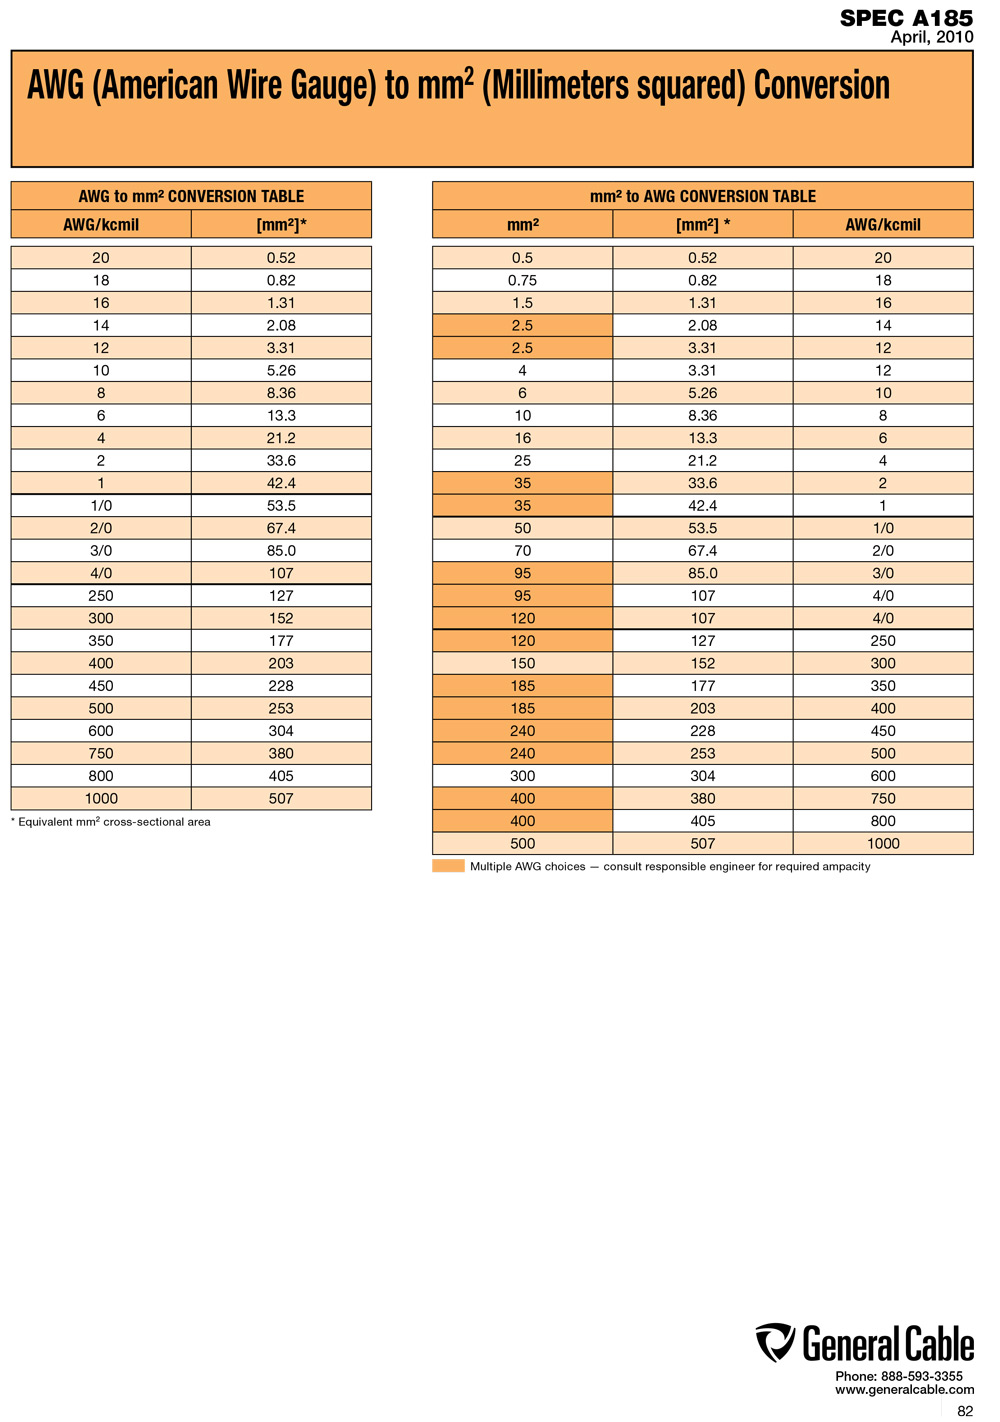 SPEC A185
April, 2010
AWG (American Wire Gauge) to mm² (Millimeters squared) Conversion
AWG to mm² CONVERSION TABLE
AWG/kcmil [mm²]*
20 0.52
18 0.82
16 1.31
14 2.08
12 3.31
10 5.26
8 8.36
6 13.3
4 21.2
2 33.6
1 42.4
1/0 53.5
2/0 67.4
3/0 85.0
4/0 107
250 127
300 152
350 177
400 203
450 228
500 253
600 304
750 380
800 405
1000 507
* Equivalent mm² cross-sectional area
mm² to AWG CONVERSION TABLE
mm² [mm²] * AWG/kcmil
0.5 0.52 20
0.75 0.82 18
1.5 1.31 16
2.5 2.08 14
2.5 3.31 12
4 3.31 12
6 5.26 10
10 8.36 8
16 13.3 6
25 21.2 4
35 33.6 2
35 42.4 1
50 53.5 1/0
70 67.4 2/0
95 85.0 3/0
95 107 4/0
120 107 4/0
120 127 250
150 152 300
185 177 350
185 203 400
240 228 450
240 253 500
300 304 600
400 380 750
400 405 800
500 507 1000
Multiple AWG choices — consult responsible engineer for required ampacity
General Cable
Phone: 888-593-3355
www.generalcable.com
82